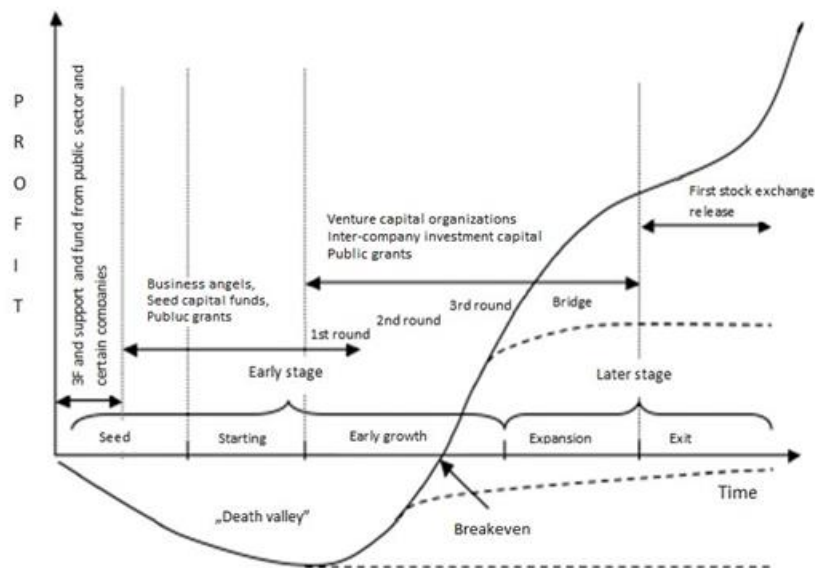 PROFIT
3F and support and fund from public sector and
certain companies
Business angels,
Seed capital funds,
Publuc grants
Venture capital organizations
Inter-company investment capital
Public grants
First stock exchange
release
1st round
2nd round
3rd round
Bridge
Early stage
Later stage
Seed
Starting
Early growth
Expansion
Exit
Time
„Death valley”
Breakeven